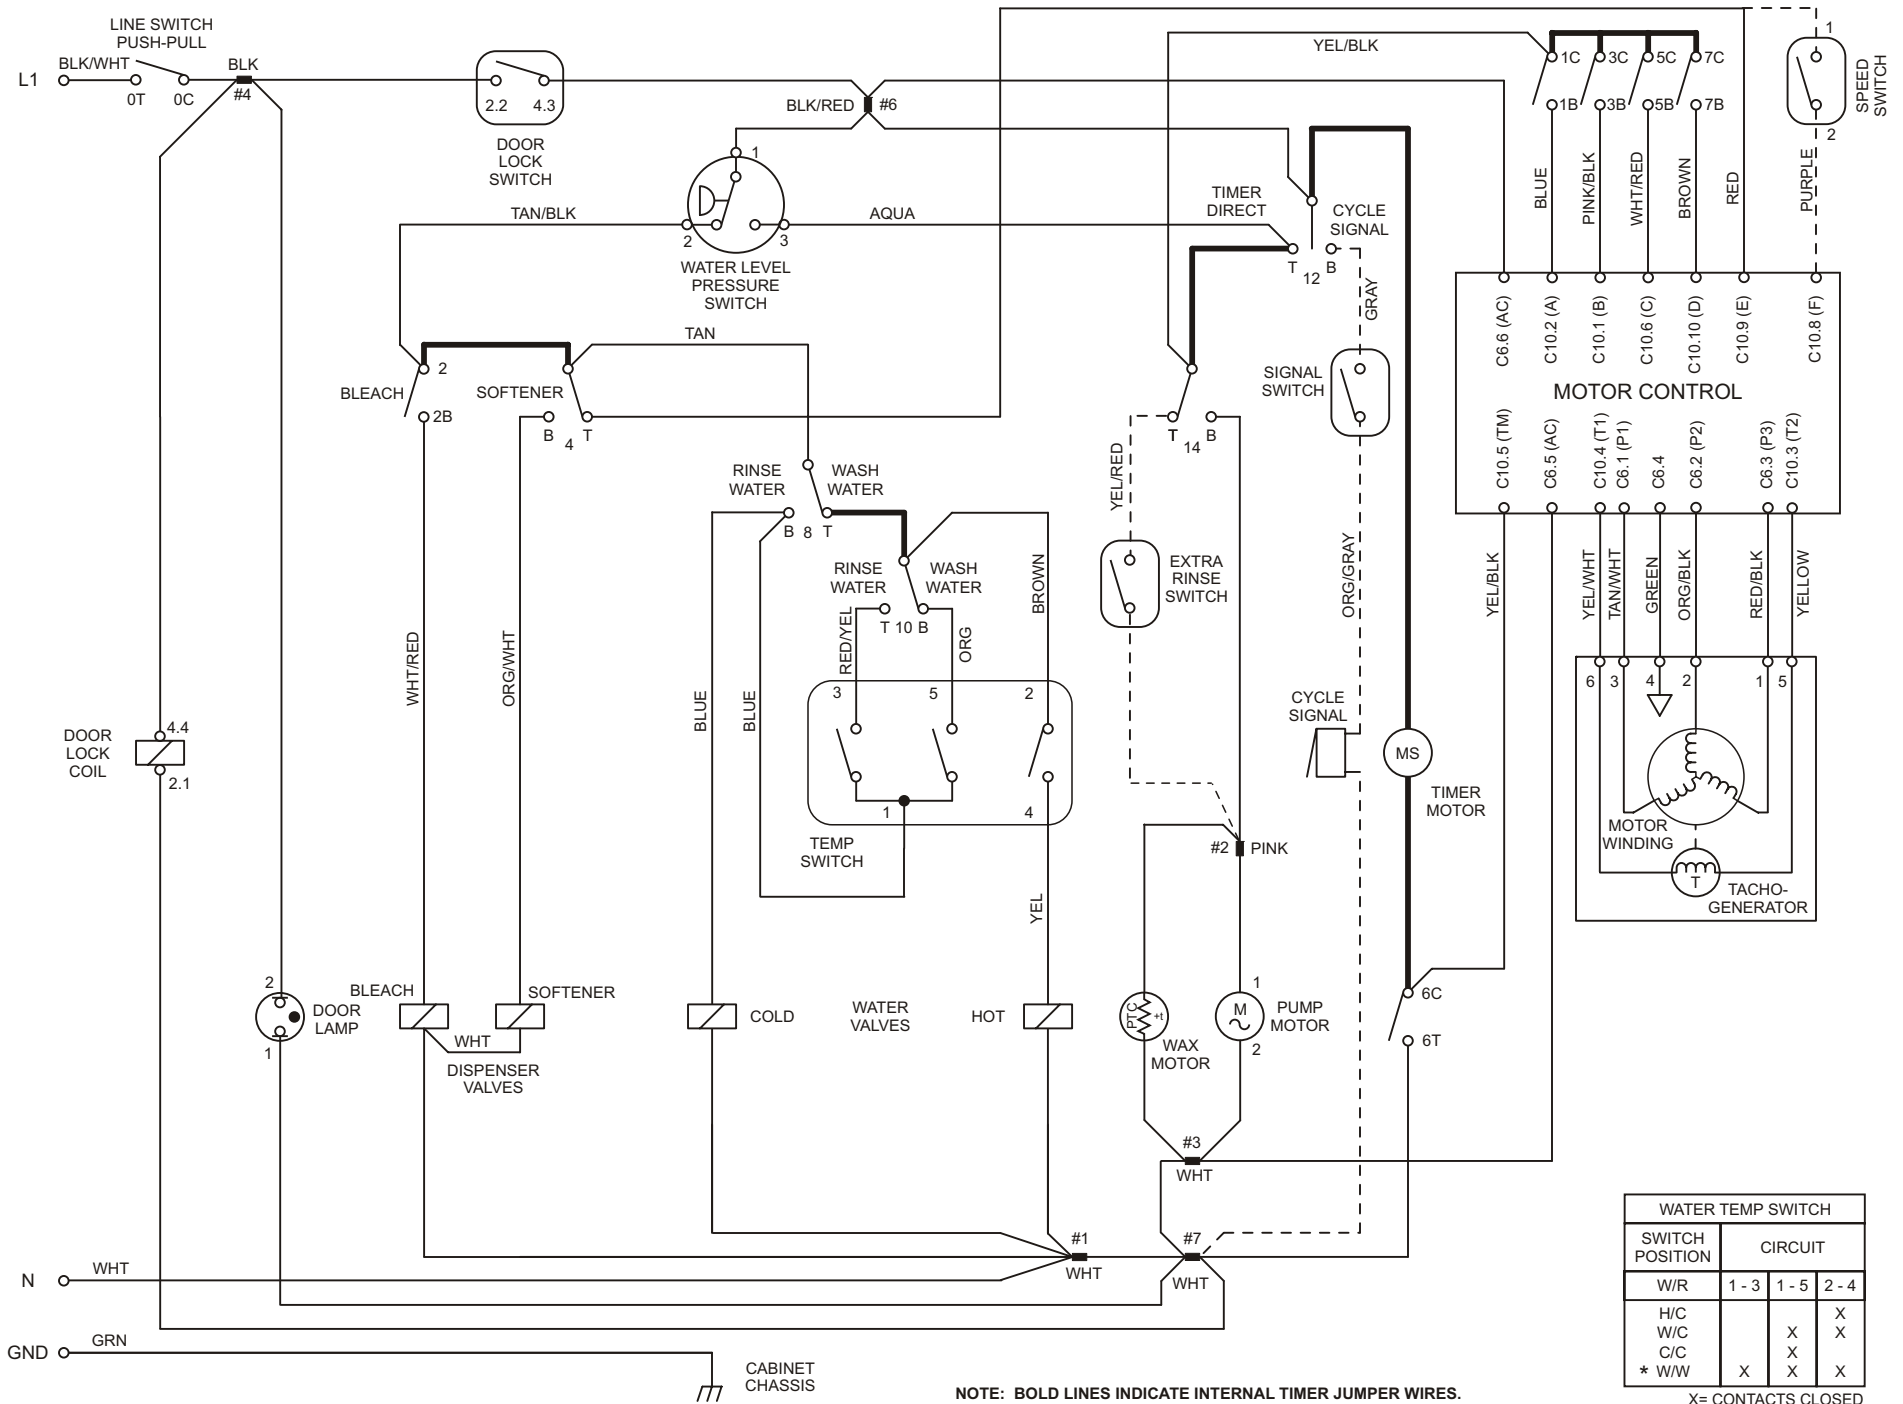 LINE SWITCH
PUSH-PULL
BLK/WHT
L1
0T
0C
BLK
#4
2.2
4.3
DOOR
LOCK
SWITCH
BLK/RED
#6
YEL/BLK
1C
3C
5C
7C
1B
3B
5B
7B
1
2
SPEED
SWITCH
BLUE
PINK/BLK
WHT/RED
BROWN
RED
PURPLE
1
2
3
WATER LEVEL
PRESSURE
SWITCH
TAN/BLK
AQUA
TIMER
DIRECT
CYCLE
SIGNAL
T
12
B
GRAY
SIGNAL
SWITCH
C6.6 (AC)
C10.2 (A)
C10.1 (B)
C10.6 (C)
C10.10 (D)
C10.9 (E)
C10.8 (F)
MOTOR CONTROL
C10.5 (TM)
C6.5 (AC)
C10.4 (T1)
C6.1 (P1)
C6.4
C6.2 (P2)
C6.3 (P3)
C10.3 (T2)
TAN
BLEACH
2
2B
SOFTENER
B
4
T
T
14
B
RINSE
WATER
WASH
WATER
B 8 T
RINSE
WATER
WASH
WATER
T 10 B
YEL/RED
EXTRA
RINSE
SWITCH
ORG/GRAY
YEL/BLK
YEL/WHT
TAN/WHT
GREEN
ORG/BLK
RED/BLK
YELLOW
WHT/RED
ORG/WHT
BLUE
BLUE
RED/YEL
ORG
BROWN
3
5
2
1
4
TEMP
SWITCH
YEL
DOOR
LOCK
COIL
4.4
2.1
CYCLE
SIGNAL
MS
TIMER
MOTOR
6
3
4
2
1
5
MOTOR
WINDING
T
TACHO-
GENERATOR
#2
PINK
2
1
DOOR
LAMP
BLEACH
SOFTENER
WHT
DISPENSER
VALVES
COLD
WATER
VALVES
HOT
PTC
+t
WAX
MOTOR
M
1
2
PUMP
MOTOR
6C
6T
#3
WHT
#1
WHT
#7
WHT
N
WHT
GND
GRN
CABINET
CHASSIS
NOTE: BOLD LINES INDICATE INTERNAL TIMER JUMPER WIRES.
WATER TEMP SWITCH
SWITCH
POSITION
CIRCUIT
W/R 1 - 3 1 - 5 2 - 4
H/C X
W/C X X
C/C X
* W/W X X X
X= CONTACTS CLOSED